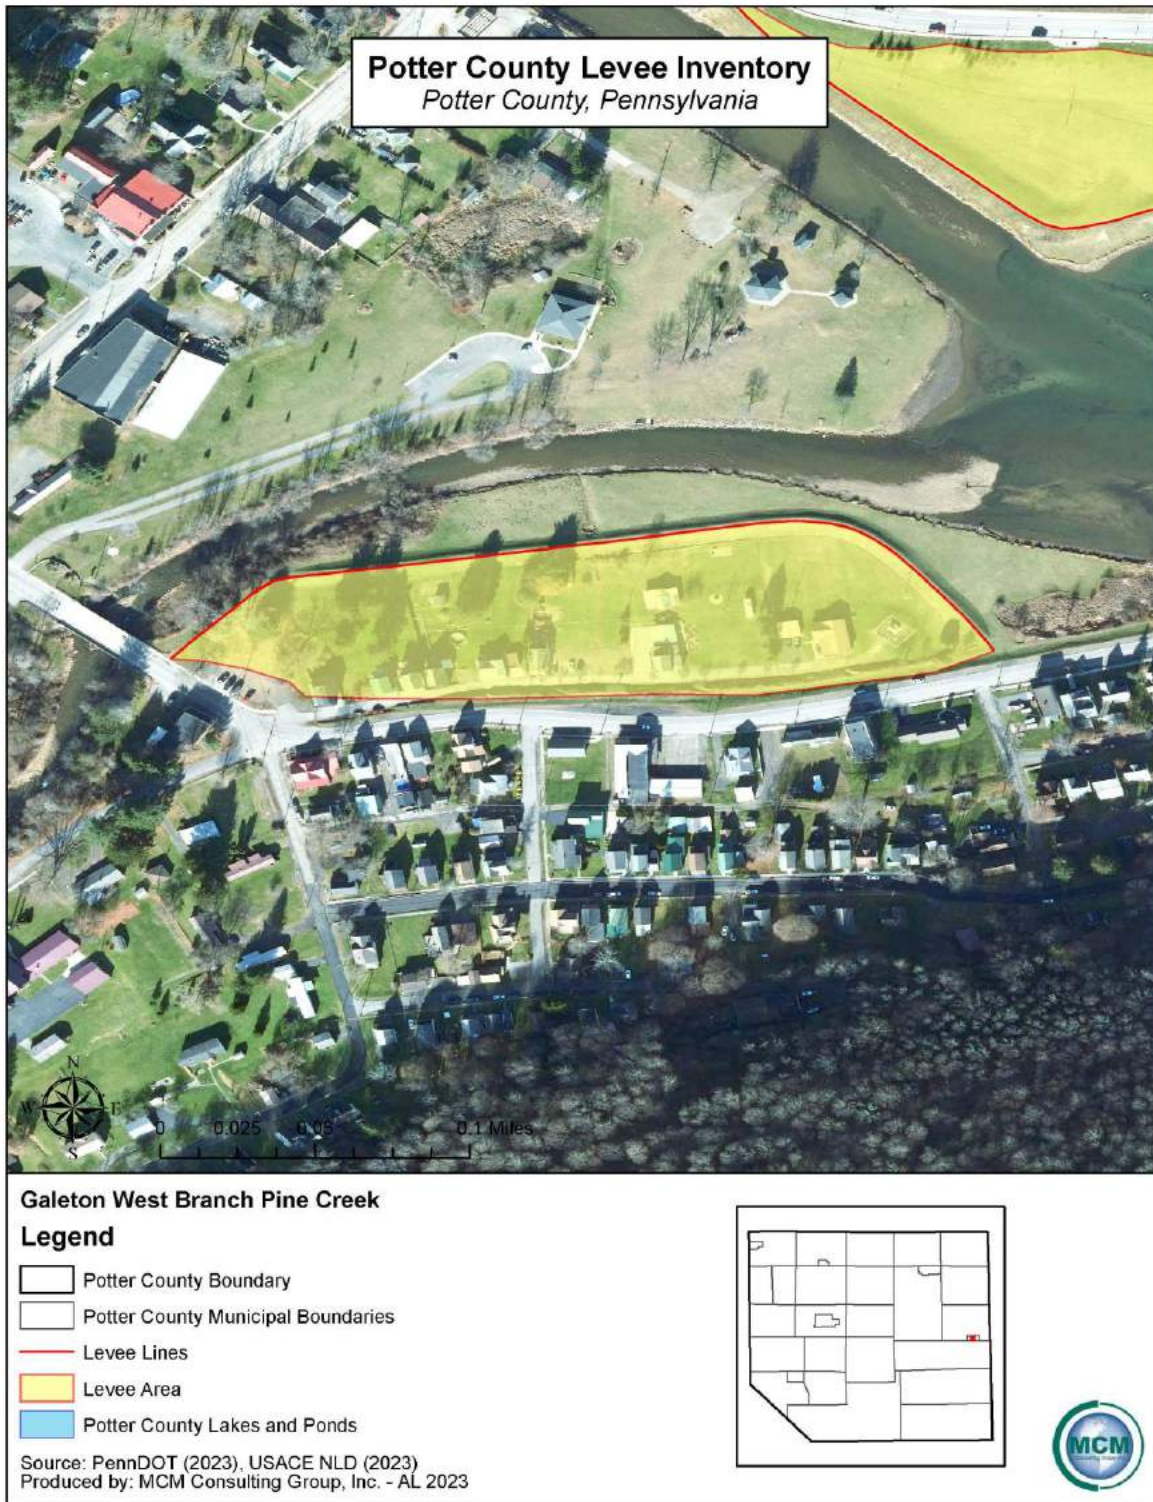 Potter County Levee Inventory
Potter County, Pennsylvania
N
W E
S
0 0.025 0.05 0.1 Miles
Galeton West Branch Pine Creek
Legend
Potter County Boundary
Potter County Municipal Boundaries
Levee Lines
Levee Area
Potter County Lakes and Ponds
Source: PennDOT (2023), USACE NLD (2023)
Produced by: MCM Consulting Group, Inc. - AL 2023
MCM